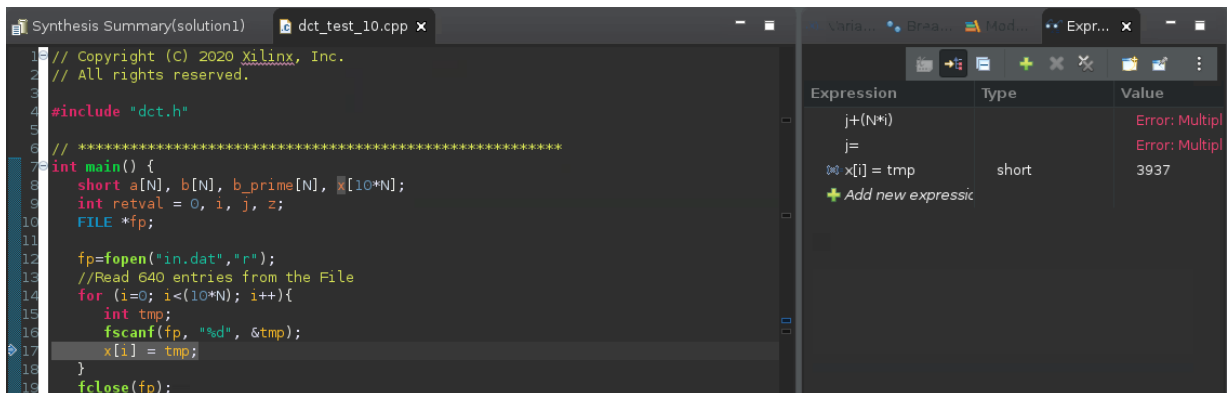 Synthesis Summary(solution1)
dct_test_10.cpp
1 // Copyright (C) 2020 Xilinx, Inc.
2 // All rights reserved.
3
4 #include "dct.h"
5
6 // **********************************************************
7 int main() {
8 short a[N], b[N], b_prime[N], x[10*N];
9 int retval = 0, i, j, z;
10 FILE *fp;
11
12 fp=fopen("in.dat","r");
13 //Read 640 entries from the File
14 for (i=0; i<(10*N); i++){
15 int tmp;
16 fscanf(fp, "%d", &tmp);
17 x[i] = tmp;
18 }
19 fclose(fp);
Varia... Brea... Mod... Expr...
Expression Type Value
j+(N*i) Error: Multipl
j= Error: Multipl
x[i] = tmp short 3937
Add new expressic